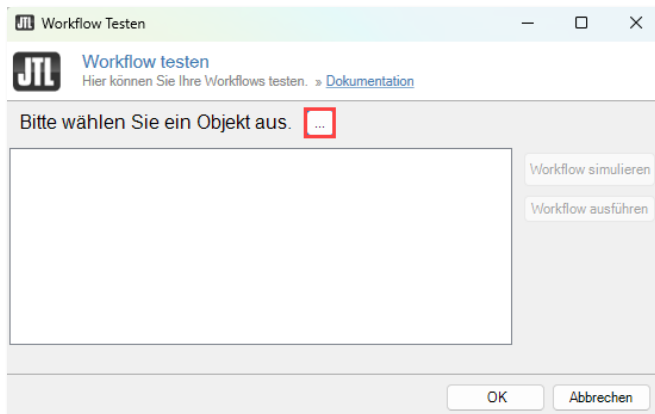 JTL Workflow Testen
JTL
Workflow testen
Hier können Sie Ihre Workflows testen. » Dokumentation
Bitte wählen Sie ein Objekt aus. ...
Workflow simulieren
Workflow ausführen
OK Abbrechen